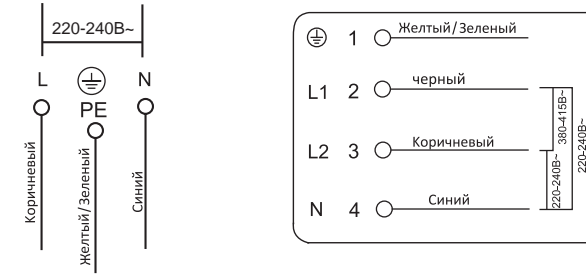 220-240В~
L
N
PE
Коричневый
Желтый/Зеленый
Синий
1 Желтый/Зеленый
L1 2 черный
L2 3 Коричневый
N 4 Синий
380-415В~
220-240В~
220-240В~